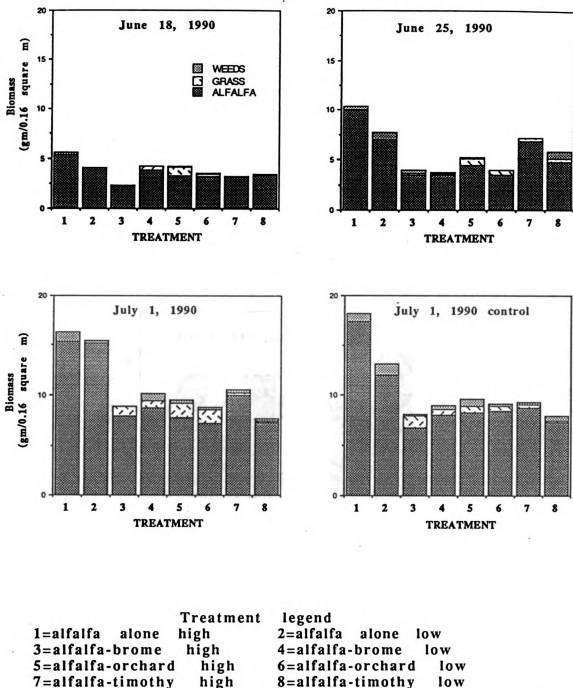 June 18, 1990
20
15
10
5
0
Biomass
(gm/0.16 square m)
WEEDS
GRASS
ALFALFA
1 2 3 4 5 6 7 8
TREATMENT
June 25, 1990
20
15
10
5
0
1 2 3 4 5 6 7 8
TREATMENT
July 1, 1990
20
10
0
Biomass
(gm/0.16 square m)
1 2 3 4 5 6 7 8
TREATMENT
July 1, 1990 control
20
10
0
1 2 3 4 5 6 7 8
TREATMENT
Treatment legend
1=alfalfa alone high 2=alfalfa alone low
3=alfalfa-brome high 4=alfalfa-brome low
5=alfalfa-orchard high 6=alfalfa-orchard low
7=alfalfa-timothy high 8=alfalfa-timothy low